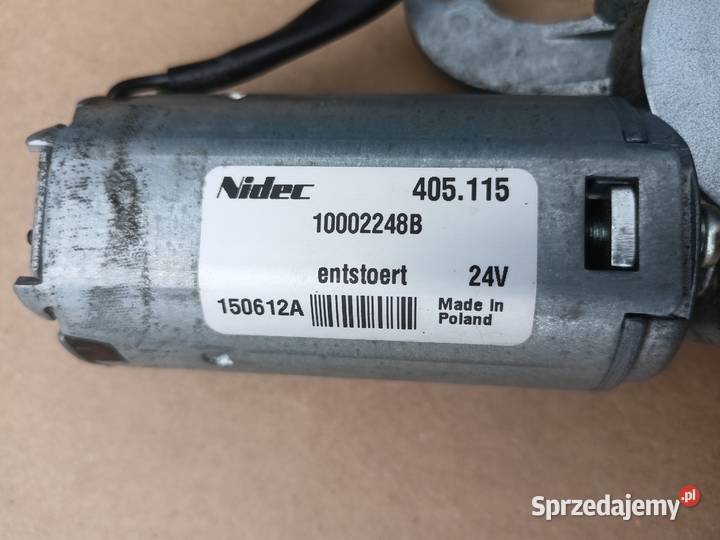 Nidec 405.115
10002248B
entstoert 24V
150612A Made In
Poland
Sprzedajemy.pl